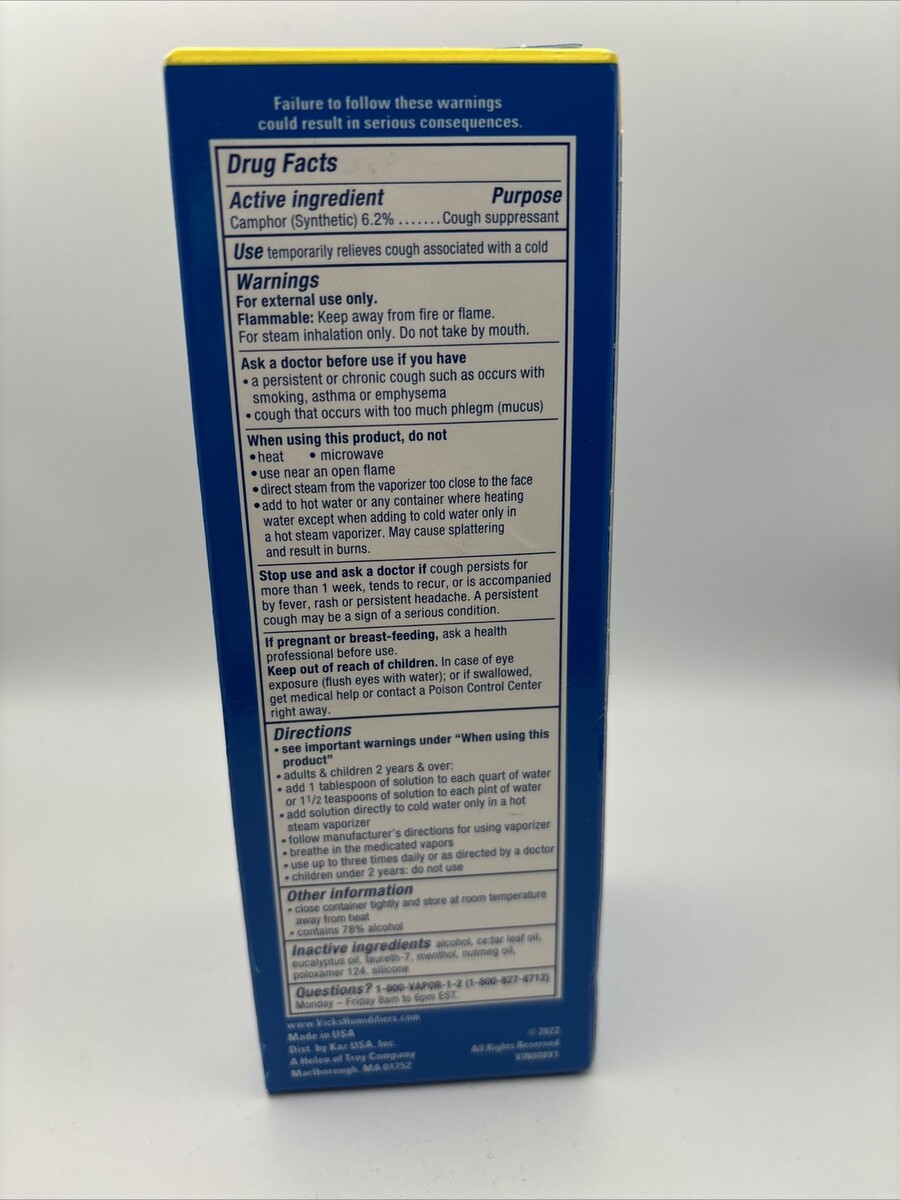 Failure to follow these warnings
could result in serious consequences.
Drug Facts
Active ingredient Purpose
Camphor (Synthetic) 6.2% ....... Cough suppressant
Use temporarily relieves cough associated with a cold
Warnings
For external use only.
Flammable: Keep away from fire or flame.
For steam inhalation only. Do not take by mouth.
Ask a doctor before use if you have
• a persistent or chronic cough such as occurs with
smoking, asthma or emphysema
• cough that occurs with too much phlegm (mucus)
When using this product, do not
• heat • microwave
• use near an open flame
• direct steam from the vaporizer too close to the face
• add to hot water or any container where heating
water except when adding to cold water only in
a hot steam vaporizer. May cause splattering
and result in burns.
Stop use and ask a doctor if cough persists for
more than 1 week, tends to recur, or is accompanied
by fever, rash or persistent headache. A persistent
cough may be a sign of a serious condition.
If pregnant or breast-feeding, ask a health
professional before use.
Keep out of reach of children. In case of eye
exposure (flush eyes with water); or if swallowed,
get medical help or contact a Poison Control Center
right away.
Directions
• see important warnings under “When using this
product”
• adults & children 2 years & over:
• add 1 tablespoon of solution to each quart of water
or 1 1/2 teaspoons of solution to each pint of water
• add solution directly to cold water only in a hot
steam vaporizer
• follow manufacturer's directions for using vaporizer
• breathe in the medicated vapors
• use up to three times daily or as directed by a doctor
• children under 2 years: do not use
Other information
• close container tightly and store at room temperature
away from heat
• contains 78% alcohol
Inactive ingredients alcohol, cedar leaf oil,
eucalyptus oil, laureth-7, menthol, nutmeg oil,
poloxamer 124, silicone
Questions? 1-800-VAPOR-1-2 (1-800-827-6712)
Monday – Friday 8am to 6pm EST.
www.VicksHumidifiers.com
Made in USA
Dist. by Kaz USA, Inc.
A Helen of Troy Company
Marlborough, MA 01752
© 2022
All Rights Reserved